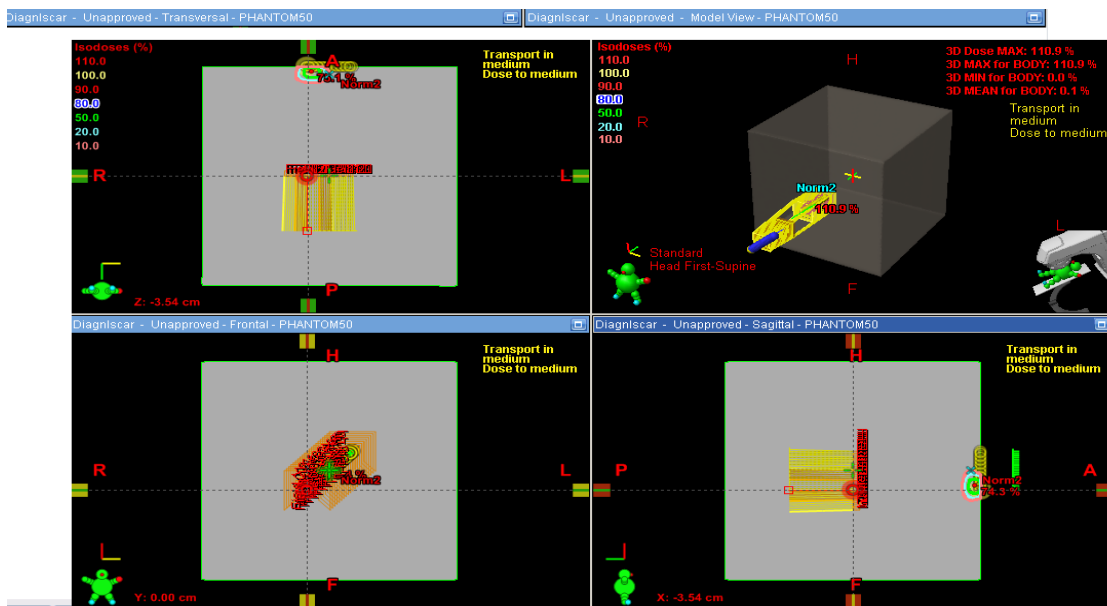 DiagnIscar - Unapproved - Transversal - PHANTOM50
Isodoses (%)
110.0
100.0
90.0
80.0
50.0
20.0
10.0
Transport in
medium
Dose to medium
A
Norm2
R
L
P
Z: -3.54 cm
DiagnIscar - Unapproved - Model View - PHANTOM50
Isodoses (%)
110.0
100.0
90.0
80.0
50.0
20.0
10.0
H
3D Dose MAX: 110.9 %
3D MAX for BODY: 110.9 %
3D MIN for BODY: 0.0 %
3D MEAN for BODY: 0.1 %
Transport in
medium
Dose to medium
R
Norm2
110.9 %
L
Standard
Head First-Supine
F
DiagnIscar - Unapproved - Frontal - PHANTOM50
H
Transport in
medium
Dose to medium
R
L
Norm2
F
Y: 0.00 cm
DiagnIscar - Unapproved - Sagittal - PHANTOM50
H
Transport in
medium
Dose to medium
P
A
Norm2
74.3 %
F
X: -3.54 cm